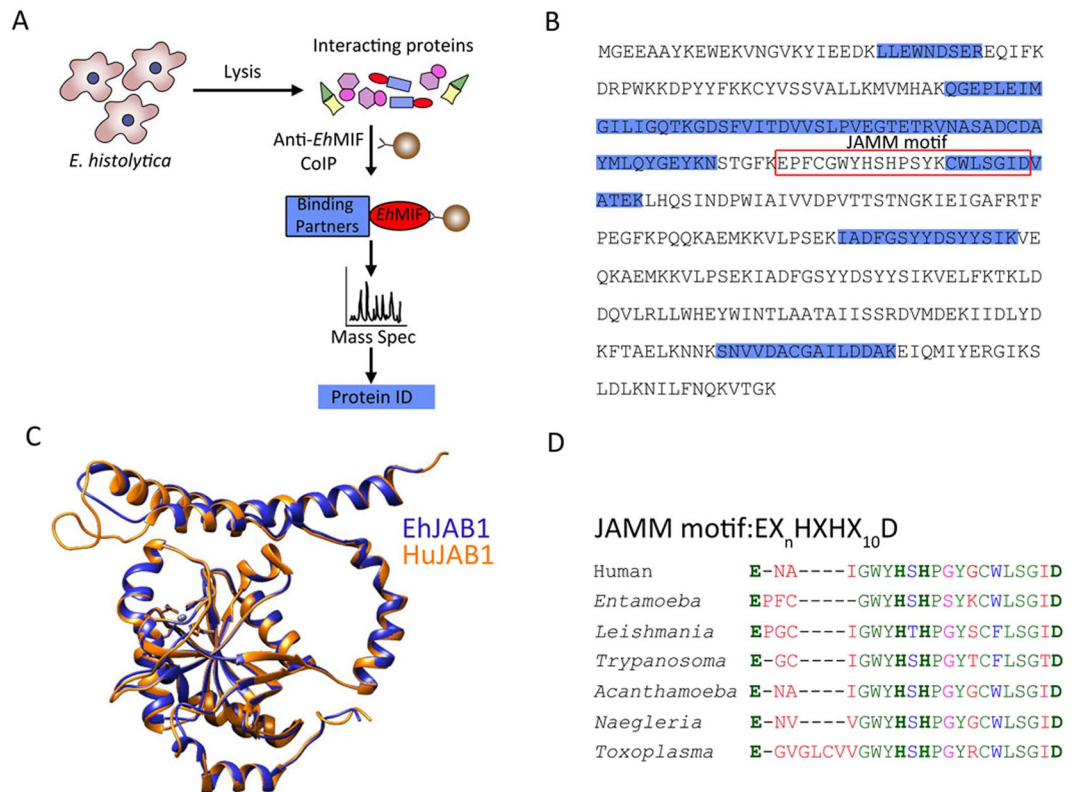 A
E. histolytica
Lysis
Interacting proteins
Anti-EhMIF
CoIP
Binding
Partners
EhMIF
Mass Spec
Protein ID
B
MGEEAAYKEWEKVNGVKYIEEDKLLEWNDSEREQIFK
DRPWKKDPYYFKKCYVSSVALLKMVMHAKQGEPLEIM
GILIGQTKGDSFVITDVVSLPVEGTETRVNASADCDA
JAMM motif
YMLQYGEYKNSTGFKEPFCGWYHSHPSYKCWLSGIDV
ATEKLHQSINDPWIAIVVDPVTTSTNGKIEIGAFRTF
PEGFKPQQKAEMKKVLPSEKIADFGSYYDSYYSIKVE
QKAEMKKVLPSEKIADFGSYYDSYYSIKVELFKTKLD
DQVLRLLWHEYWINTLAATAIISSRDVMDEKIIDLYD
KFTAELKNNKSNVVDACGAILDDAKEIQMIYERGIKS
LDLKNILFNQKVTGK
C
EhJAB1
HuJAB1
D
JAMM motif:EXnHXHX10D
Human E-NA-----IGWYHSHPGYGCWLSGID
Entamoeba EPFC-----GWYHSHPSYKCWLSGID
Leishmania EPGC-----IGWYHTHPGYSCFLSGID
Trypanosoma E-GC-----IGWYHSHPGYTCFLSGTD
Acanthamoeba E-NA-----IGWYHSHPGYGCWLSGID
Naegleria E-NV-----VGWYHSHPGYGCWLSGID
Toxoplasma E-GVGLCVVGWYHSHPGYRCWLSGID